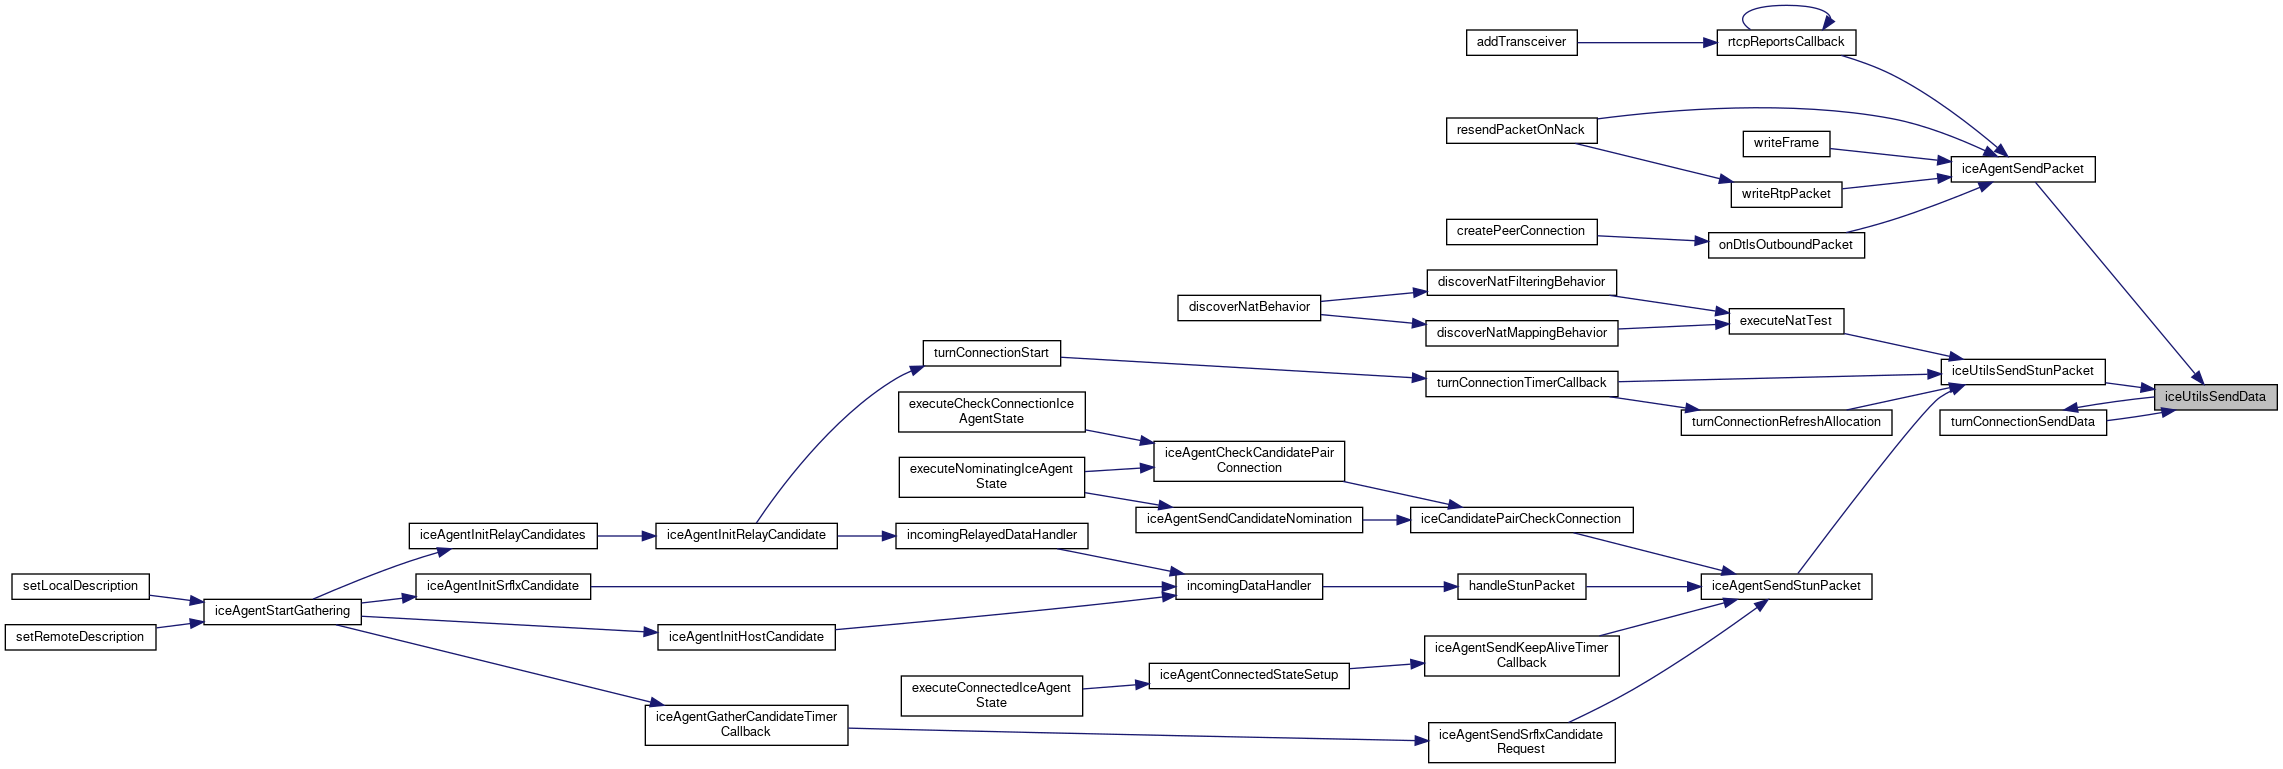 addTransceiver
rtcpReportsCallback
resendPacketOnNack
writeFrame
iceAgentSendPacket
writeRtpPacket
createPeerConnection
onDtlsOutboundPacket
discoverNatFilteringBehavior
discoverNatBehavior
executeNatTest
discoverNatMappingBehavior
turnConnectionStart
iceUtilsSendStunPacket
turnConnectionTimerCallback
iceUtilsSendData
executeCheckConnectionIce
AgentState
turnConnectionRefreshAllocation
turnConnectionSendData
iceAgentCheckCandidatePair
Connection
executeNominatingIceAgent
State
iceAgentSendCandidateNomination
iceCandidatePairCheckConnection
iceAgentInitRelayCandidates
iceAgentInitRelayCandidate
incomingRelayedDataHandler
setLocalDescription
iceAgentInitSrflxCandidate
incomingDataHandler
handleStunPacket
iceAgentSendStunPacket
iceAgentStartGathering
setRemoteDescription
iceAgentInitHostCandidate
iceAgentSendKeepAliveTimer
Callback
iceAgentConnectedStateSetup
executeConnectedIceAgent
State
iceAgentGatherCandidateTimer
Callback
iceAgentSendSrflxCandidate
Request